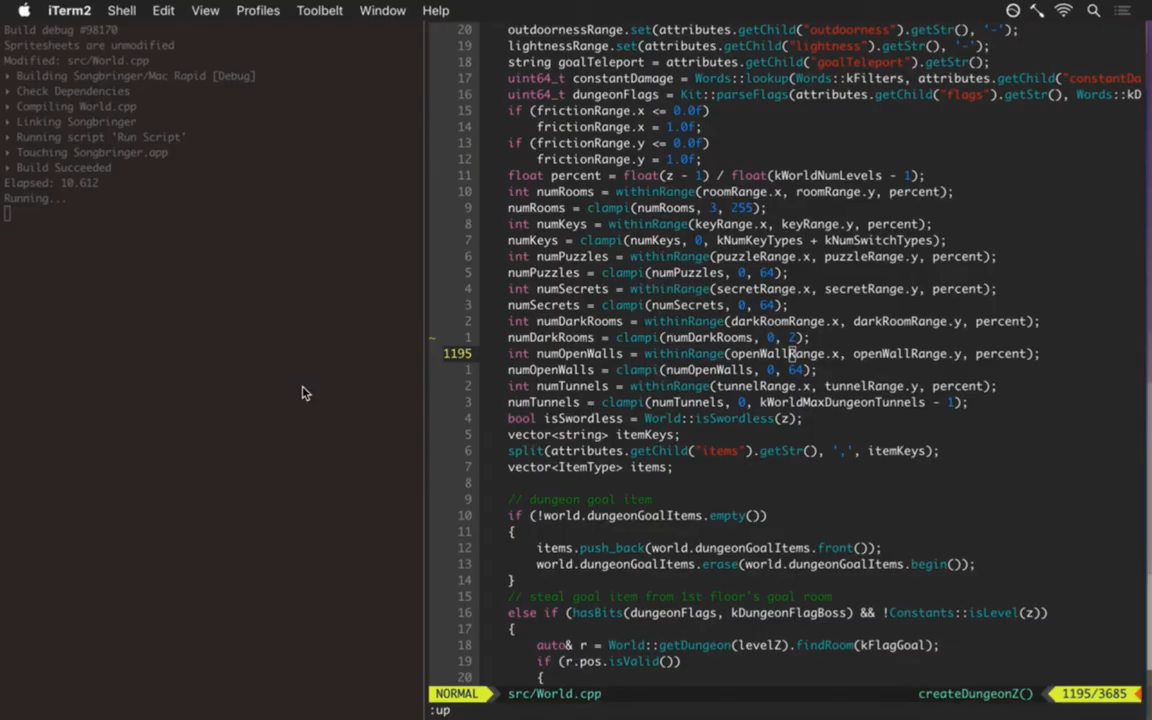 iTerm2 Shell Edit View Profiles Toolbelt Window Help
Build debug #98170
Spritesheets are unmodified
Modified: src/World.cpp
Building Songbringer/Mac Rapid [Debug]
Check Dependencies
Compiling World.cpp
Linking Songbringer
Running script 'Run Script'
Touching Songbringer.app
Build Succeeded
Elapsed: 10.612
Running...
20 outdoornessRange.set(attributes.getChild("outdoorness").getStr(), '-');
19 lightnessRange.set(attributes.getChild("lightness").getStr(), '-');
18 string goalTeleport = attributes.getChild("goalTeleport").getStr();
17 uint64_t constantDamage = Words::lookup(Words::kFilters, attributes.getChild("constantDa
16 uint64_t dungeonFlags = Kit::parseFlags(attributes.getChild("flags").getStr(), Words::kD
15 if (frictionRange.x <= 0.0f)
14 frictionRange.x = 1.0f;
13 if (frictionRange.y <= 0.0f)
12 frictionRange.y = 1.0f;
11 float percent = float(z - 1) / float(kWorldNumLevels - 1);
10 int numRooms = withinRange(roomRange.x, roomRange.y, percent);
9 numRooms = clampi(numRooms, 3, 255);
8 int numKeys = withinRange(keyRange.x, keyRange.y, percent);
7 numKeys = clampi(numKeys, 0, kNumKeyTypes + kNumSwitchTypes);
6 int numPuzzles = withinRange(puzzleRange.x, puzzleRange.y, percent);
5 numPuzzles = clampi(numPuzzles, 0, 64);
4 int numSecrets = withinRange(secretRange.x, secretRange.y, percent);
3 numSecrets = clampi(numSecrets, 0, 64);
2 int numDarkRooms = withinRange(darkRoomRange.x, darkRoomRange.y, percent);
~ 1 numDarkRooms = clampi(numDarkRooms, 0, 2);
1195 int numOpenWalls = withinRange(openWallRange.x, openWallRange.y, percent);
1 numOpenWalls = clampi(numOpenWalls, 0, 64);
2 int numTunnels = withinRange(tunnelRange.x, tunnelRange.y, percent);
3 numTunnels = clampi(numTunnels, 0, kWorldMaxDungeonTunnels - 1);
4 bool isSwordless = World::isSwordless(z);
5 vector<string> itemKeys;
6 split(attributes.getChild("items").getStr(), ',', itemKeys);
7 vector<ItemType> items;
8
9 // dungeon goal item
10 if (!world.dungeonGoalItems.empty())
11 {
12 items.push_back(world.dungeonGoalItems.front());
13 world.dungeonGoalItems.erase(world.dungeonGoalItems.begin());
14 }
15 // steal goal item from 1st floor's goal room
16 else if (hasBits(dungeonFlags, kDungeonFlagBoss) && !Constants::isLevel(z))
17 {
18 auto& r = World::getDungeon(levelZ).findRoom(kFlagGoal);
19 if (r.pos.isValid())
20 {
NORMAL src/World.cpp createDungeonZ() 1195/3685
:up